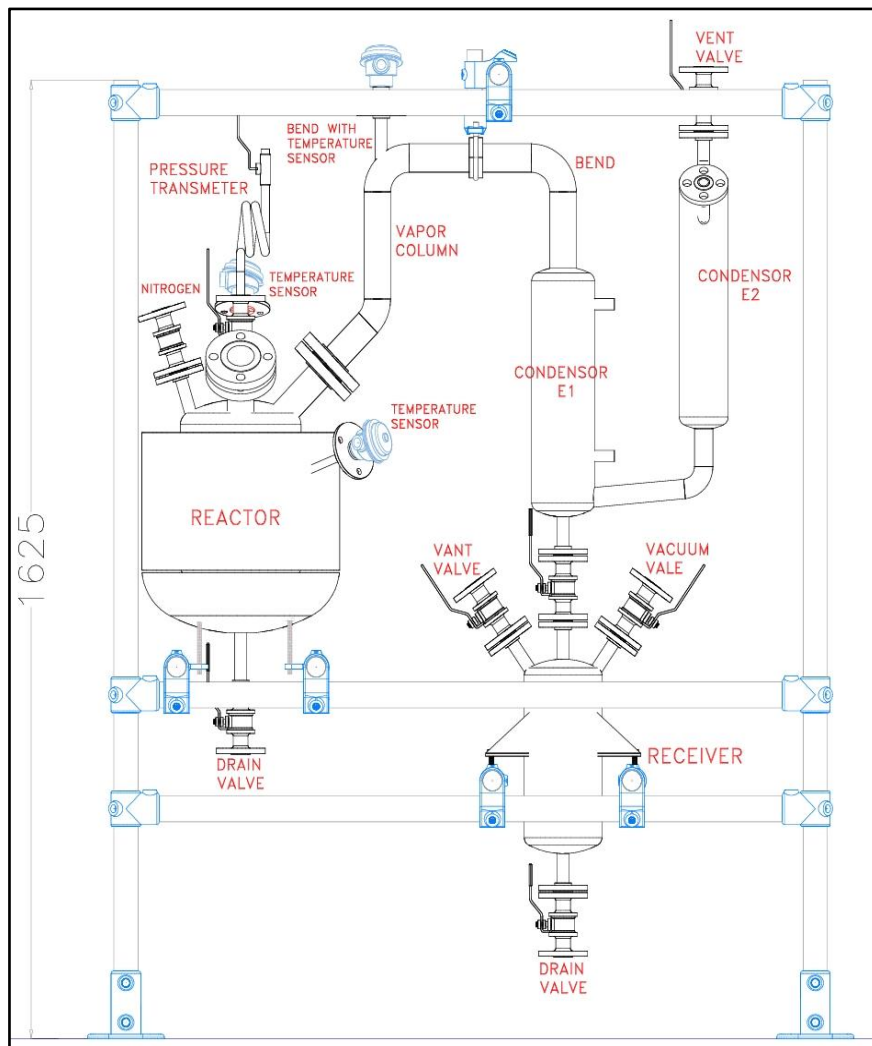 VENT
VALVE
BEND WITH
TEMPERATURE
SENSOR
BEND
PRESSURE
TRANSMETER
VAPOR
COLUMN
TEMPERATURE
SENSOR
CONDENSOR
E2
NITROGEN
CONDENSOR
E1
TEMPERATURE
SENSOR
REACTOR
1625
VANT
VALVE
VACUUM
VALE
RECEIVER
DRAIN
VALVE
DRAIN
VALVE